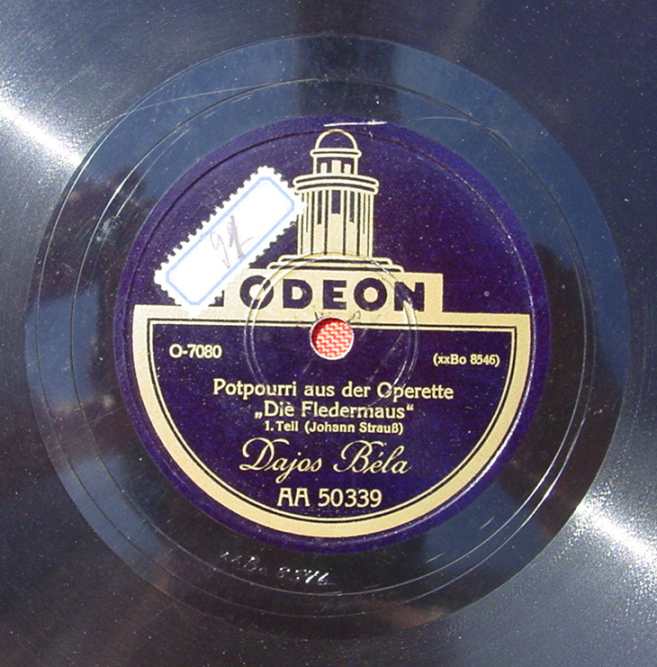 ODEON
O-7080
(xxBo 8546)
Potpourri aus der Operette
„Die Fledermaus“
1. Teil (Johann Strauß)
Dajos Béla
AA 50339